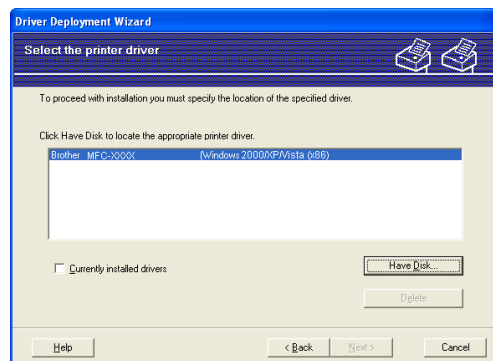 Driver Deployment Wizard
Select the printer driver
To proceed with installation you must specify the location of the specified driver.
Click Have Disk to locate the appropriate printer driver.
Brother MFC-XXXX (Windows 2000/XP/Vista (x86)
Currently installed drivers
Have Disk...
Delete
Help
< Back
Next >
Cancel